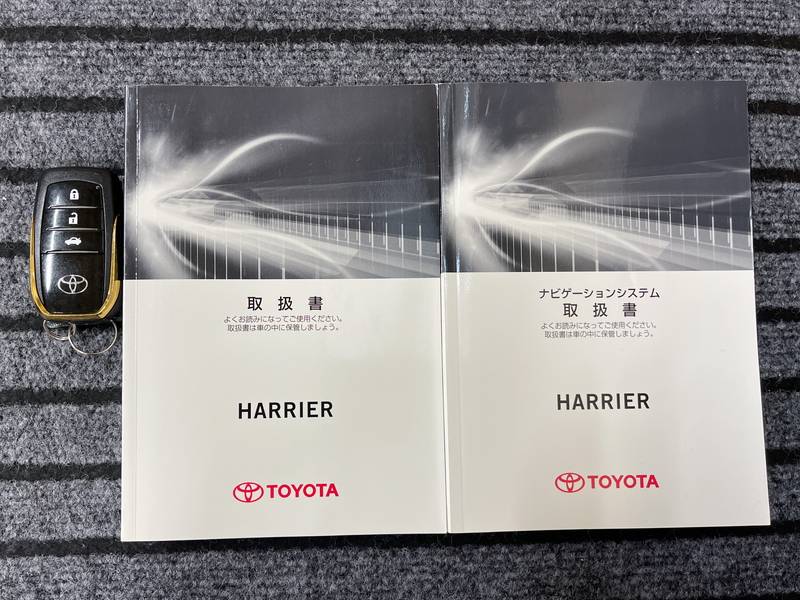 取扱書
よくお読みになってご使用ください。
取扱書は車の中に保管しましょう。
HARRIER
TOYOTA
ナビゲーションシステム
取扱書
よくお読みになってご使用ください。
取扱書は車の中に保管しましょう。
HARRIER
TOYOTA